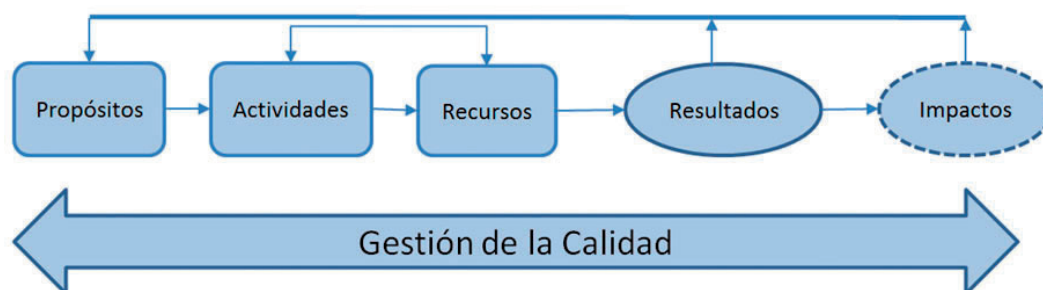 Propósitos
Actividades
Recursos
Resultados
Impactos
Gestión de la Calidad